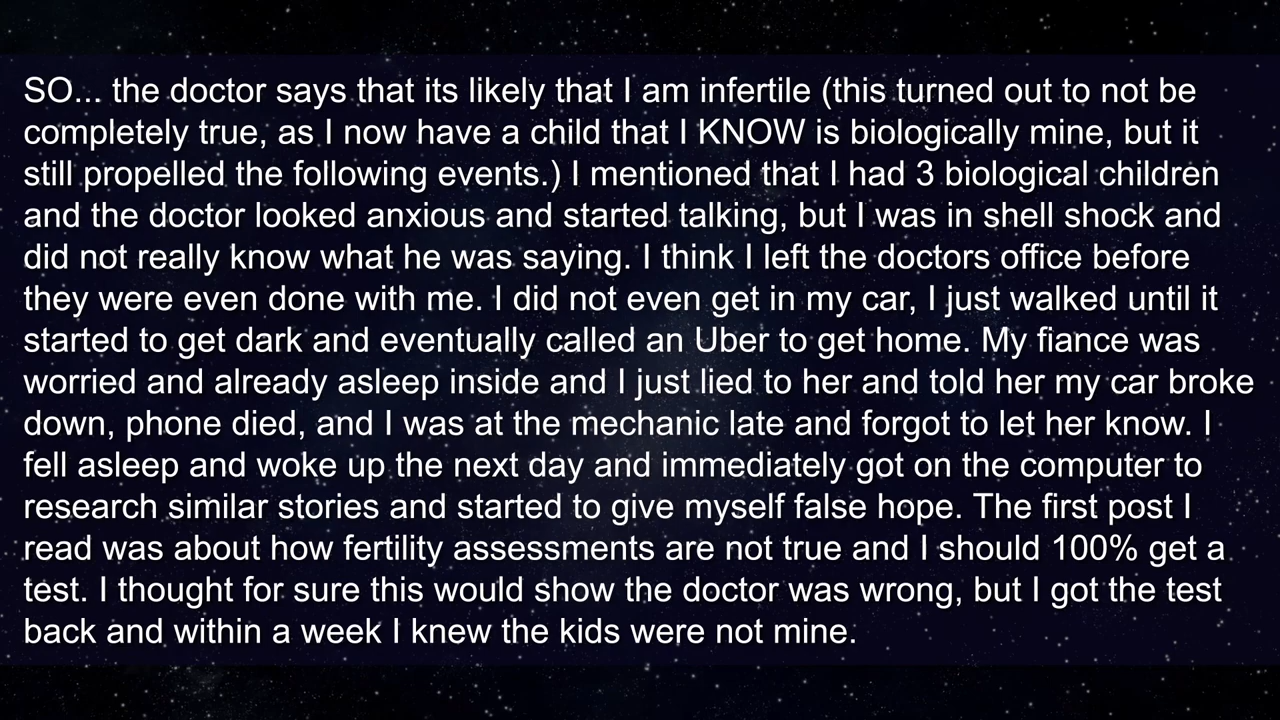 SO... the doctor says that its likely that I am infertile (this turned out to not be
completely true, as I now have a child that I KNOW is biologically mine, but it
still propelled the following events.) I mentioned that I had 3 biological children
and the doctor looked anxious and started talking, but I was in shell shock and
did not really know what he was saying. I think I left the doctors office before
they were even done with me. I did not even get in my car, I just walked until it
started to get dark and eventually called an Uber to get home. My fiance was
worried and already asleep inside and I just lied to her and told her my car broke
down, phone died, and I was at the mechanic late and forgot to let her know. I
fell asleep and woke up the next day and immediately got on the computer to
research similar stories and started to give myself false hope. The first post I
read was about how fertility assessments are not true and I should 100% get a
test. I thought for sure this would show the doctor was wrong, but I got the test
back and within a week I knew the kids were not mine.